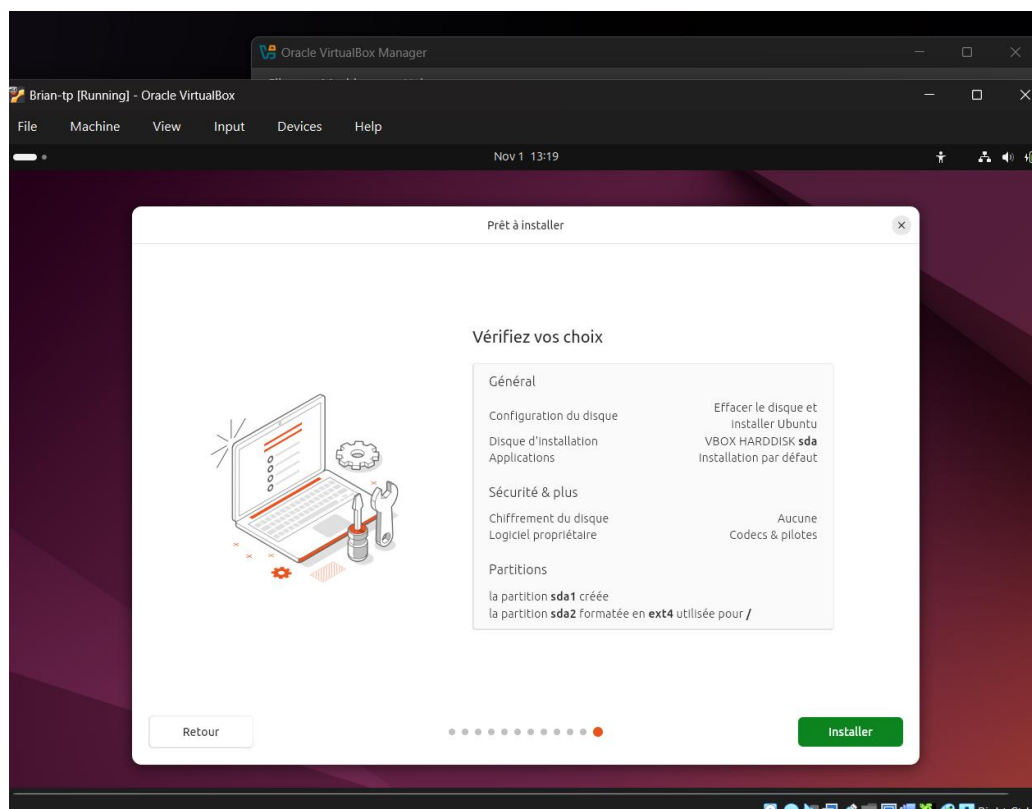 Oracle VirtualBox Manager
Brian-tp [Running] - Oracle VirtualBox
File Machine View Input Devices Help
Nov 1 13:19
Prêt à installer
Vérifiez vos choix
Général
Configuration du disque Effacer le disque et installer Ubuntu
Disque d'installation VBOX HARDDISK sda
Applications Installation par défaut
Sécurité & plus
Chiffrement du disque Aucune
Logiciel propriétaire Codecs & pilotes
Partitions
la partition sda1 créée
la partition sda2 formatée en ext4 utilisée pour /
Retour Installer